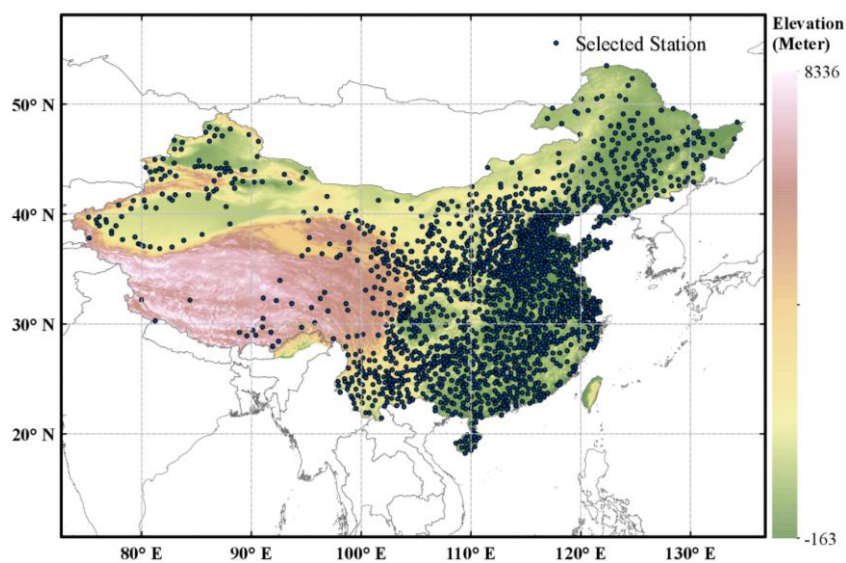 Elevation
(Meter)
Selected Station
8336
50° N
40° N
30° N
20° N
-163
80° E 90° E 100° E 110° E 120° E 130° E